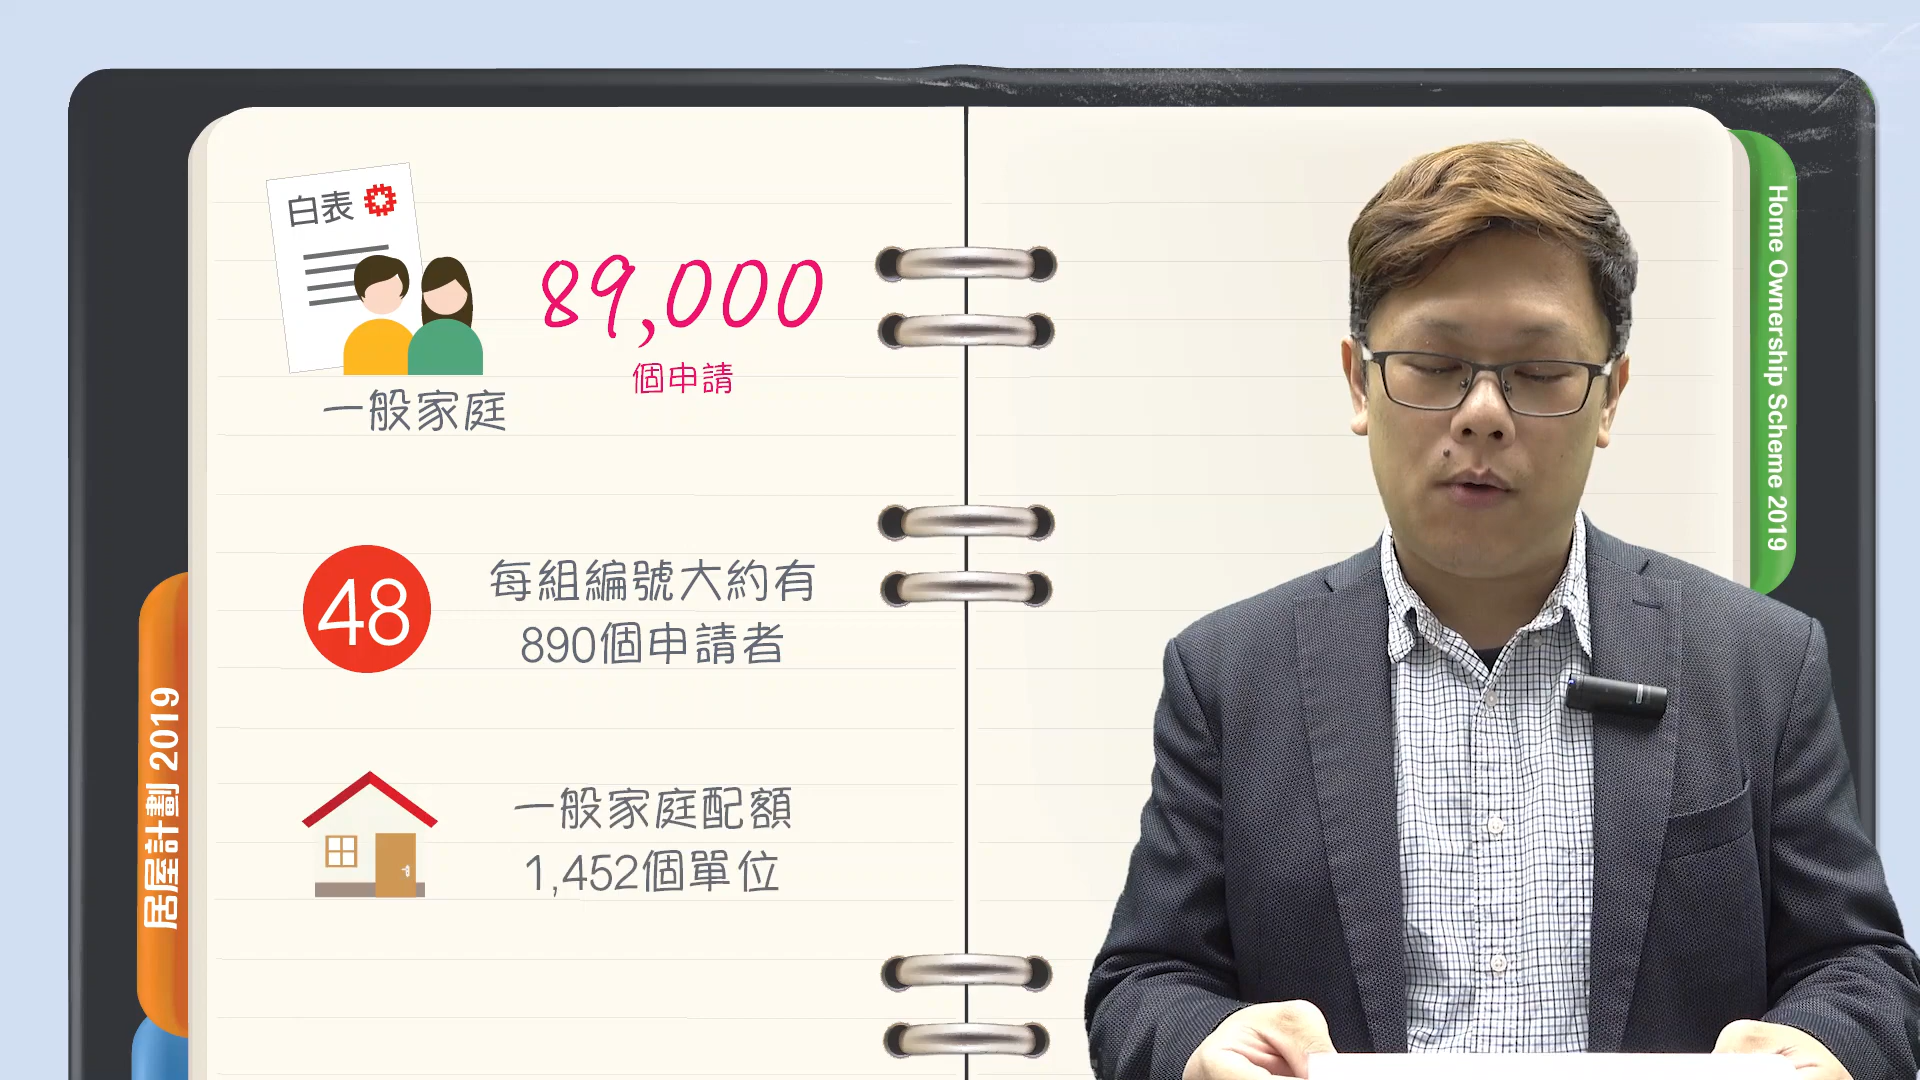 白表
89,000
個申請
一般家庭
48
每組編號大約有
890個申請者
一般家庭配額
1,452個單位
居屋計劃 2019
Home Ownership Scheme 2019